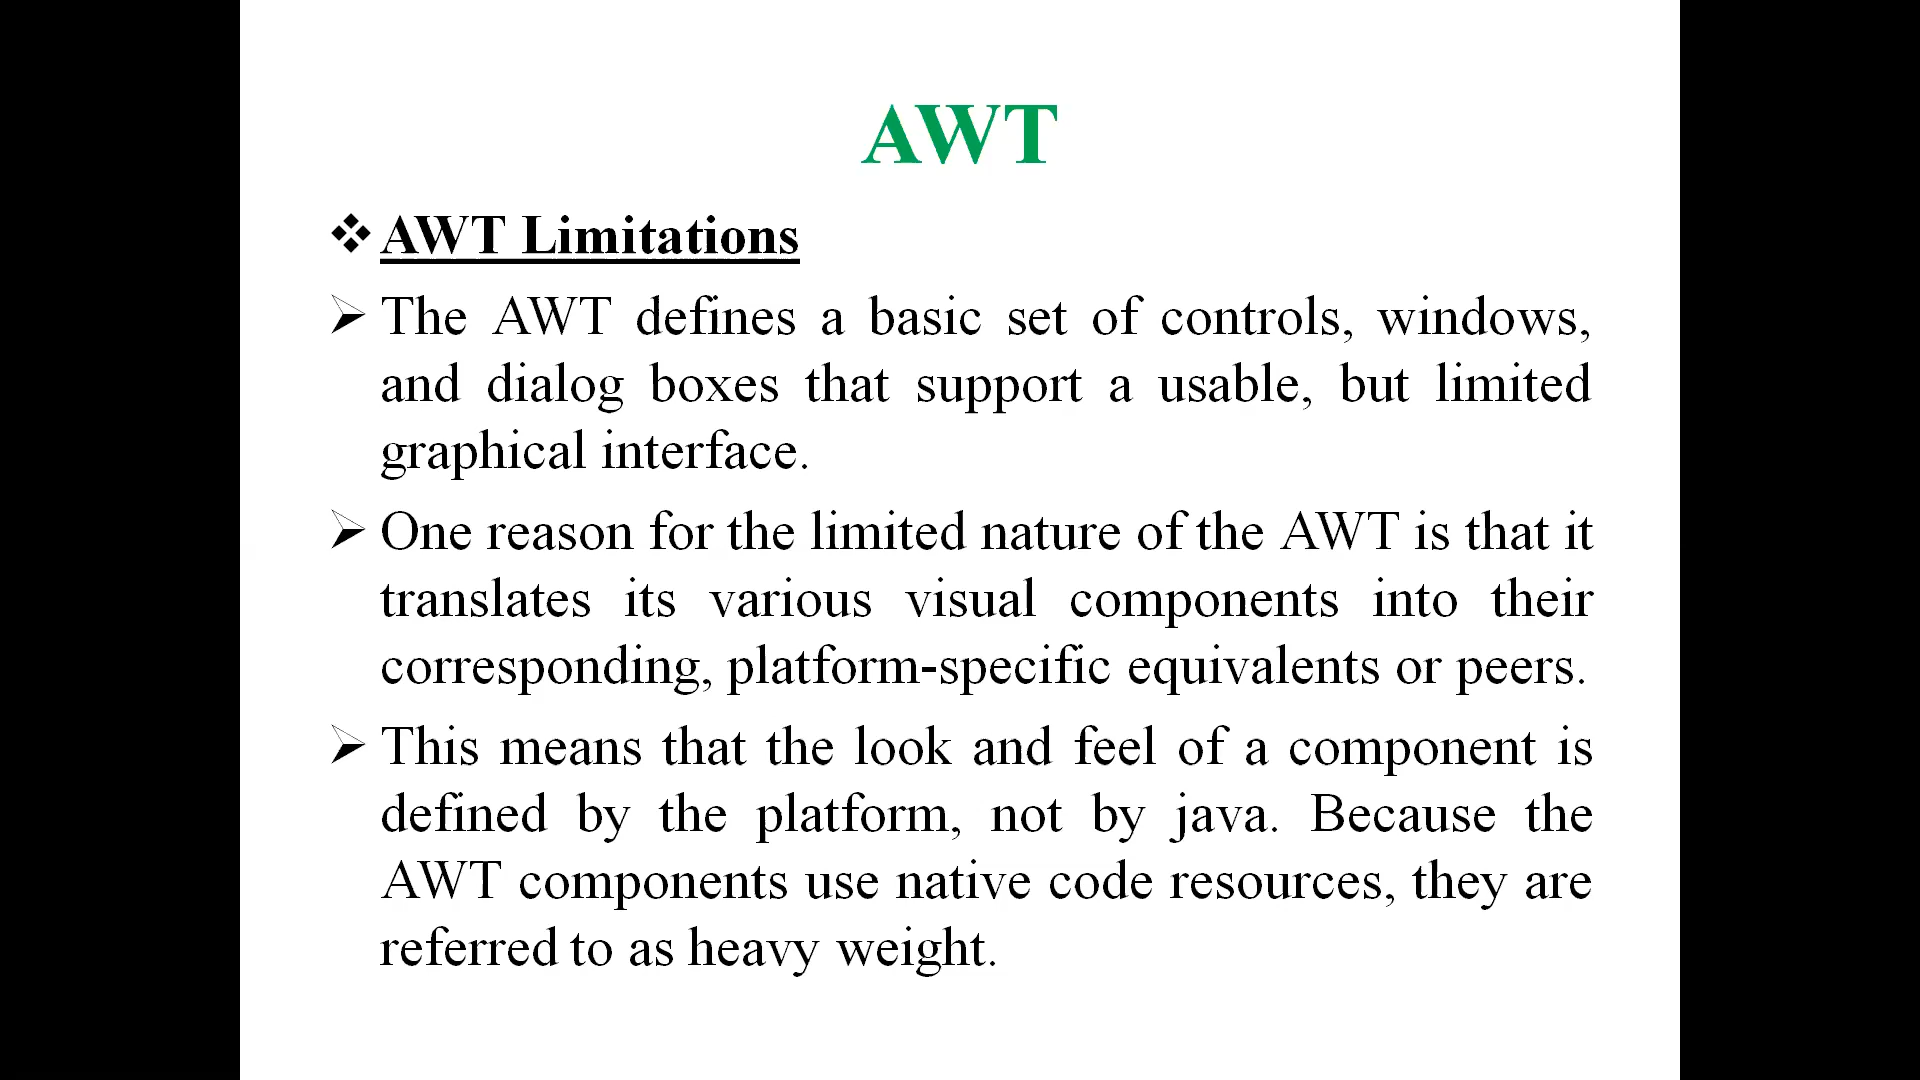 AWT
AWT Limitations
The AWT defines a basic set of controls, windows,
and dialog boxes that support a usable, but limited
graphical interface.
One reason for the limited nature of the AWT is that it
translates its various visual components into their
corresponding, platform-specific equivalents or peers.
This means that the look and feel of a component is
defined by the platform, not by java. Because the
AWT components use native code resources, they are
referred to as heavy weight.